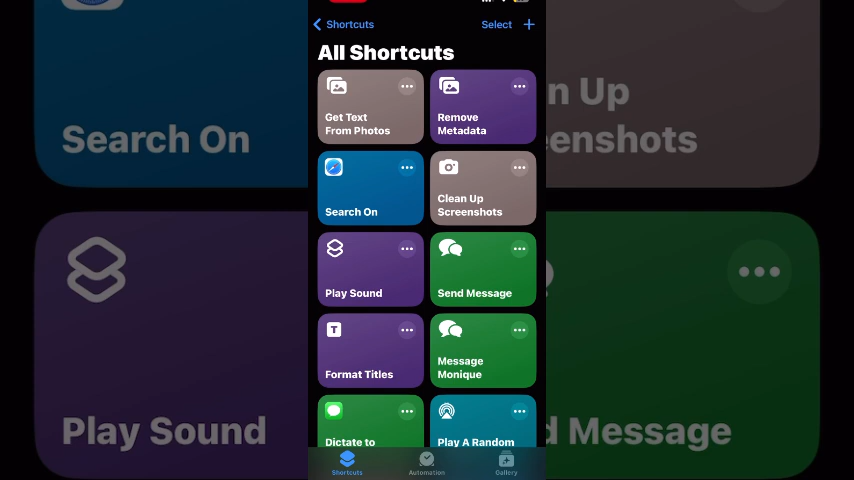 Shortcuts
Select +
All Shortcuts
Get Text
From Photos
Remove
Metadata
Search On
Clean Up
Screenshots
Play Sound
Send Message
T
Format Titles
Message
Monique
Dictate to
Play A Random
Shortcuts
Automation
Gallery
Search On
n Up
enshots
Play Sound
d Message